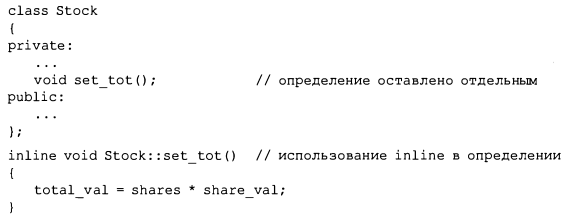 class Stock
{
private:
...
void set_tot(); // определение оставлено отдельным
public:
...
};
inline void Stock::set_tot() // использование inline в определении
{
total_val = shares * share_val;
}